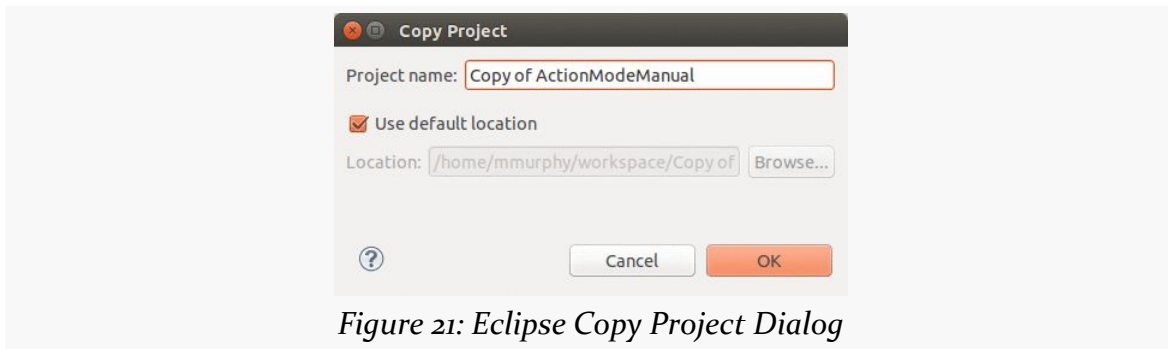 Copy Project
Project name: Copy of ActionModeManual
Use default location
Location: /home/mmurphy/workspace/Copy of Browse...
? Cancel OK
Figure 21: Eclipse Copy Project Dialog